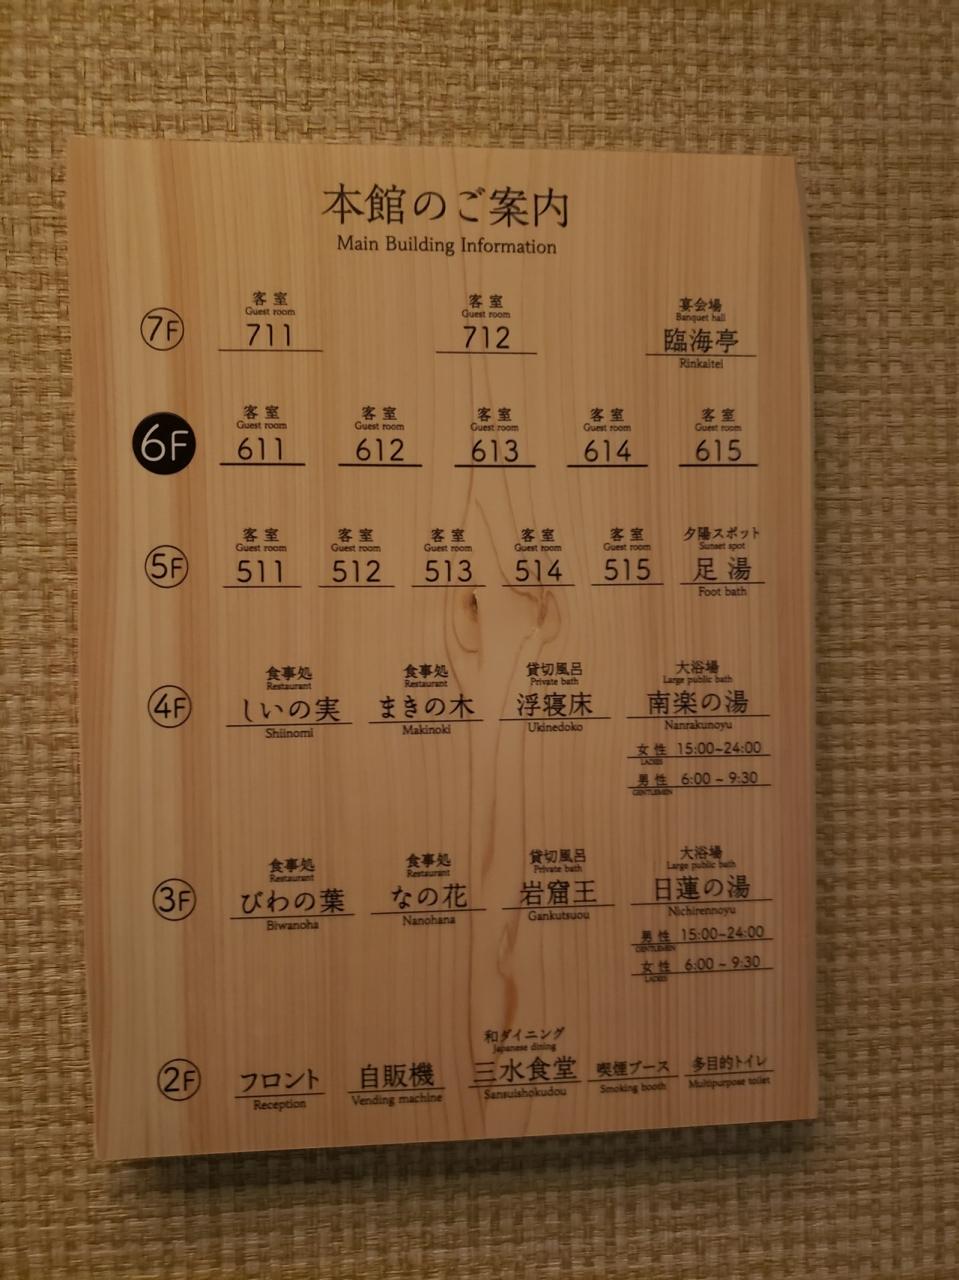 本館のご案内
Main Building Information
7F
客室
Guest room
711
客室
Guest room
712
宴会場
Banquet hall
臨海亭
Rinkaitei
6F
客室
Guest room
611
客室
Guest room
612
客室
Guest room
613
客室
Guest room
614
客室
Guest room
615
5F
客室
Guest room
511
客室
Guest room
512
客室
Guest room
513
客室
Guest room
514
客室
Guest room
515
夕陽スポット
Sunset spot
足湯
Foot bath
4F
食事処
Restaurant
しいの実
Shiinomi
食事処
Restaurant
まきの木
Makinoki
貸切風呂
Private bath
浮寝床
Ukinedoko
大浴場
Large public bath
南楽の湯
Nanrakunoyu
女性 15:00~24:00
LADIES
男性 6:00 ~ 9:30
GENTLEMEN
3F
食事処
Restaurant
びわの葉
Biwanoha
食事処
Restaurant
なの花
Nanohana
貸切風呂
Private bath
岩窟王
Gankutsuou
大浴場
Large public bath
日蓮の湯
Nichirennoyu
男性 15:00~24:00
GENTLEMEN
女性 6:00 ~ 9:30
LADIES
2F
フロント
Reception
自販機
Vending machine
和ダイニング
Japanese dining
三水食堂
Sansuishokudou
喫煙ブース
Smoking booth
多目的トイレ
Multipurpose toilet